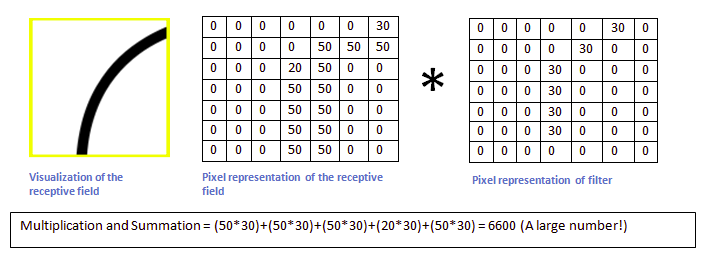 0 0 0 0 0 0 30
0 0 0 0 50 50 50
0 0 0 20 50 0 0
0 0 0 50 50 0 0
0 0 0 50 50 0 0
0 0 0 50 50 0 0
0 0 0 50 50 0 0
*
0 0 0 0 0 30 0
0 0 0 0 30 0 0
0 0 0 30 0 0 0
0 0 0 30 0 0 0
0 0 0 30 0 0 0
0 0 0 30 0 0 0
0 0 0 0 0 0 0
Visualization of the
receptive field
Pixel representation of the receptive
field
Pixel representation of filter
Multiplication and Summation = (50*30)+(50*30)+(50*30)+(20*30)+(50*30) = 6600 (A large number!)